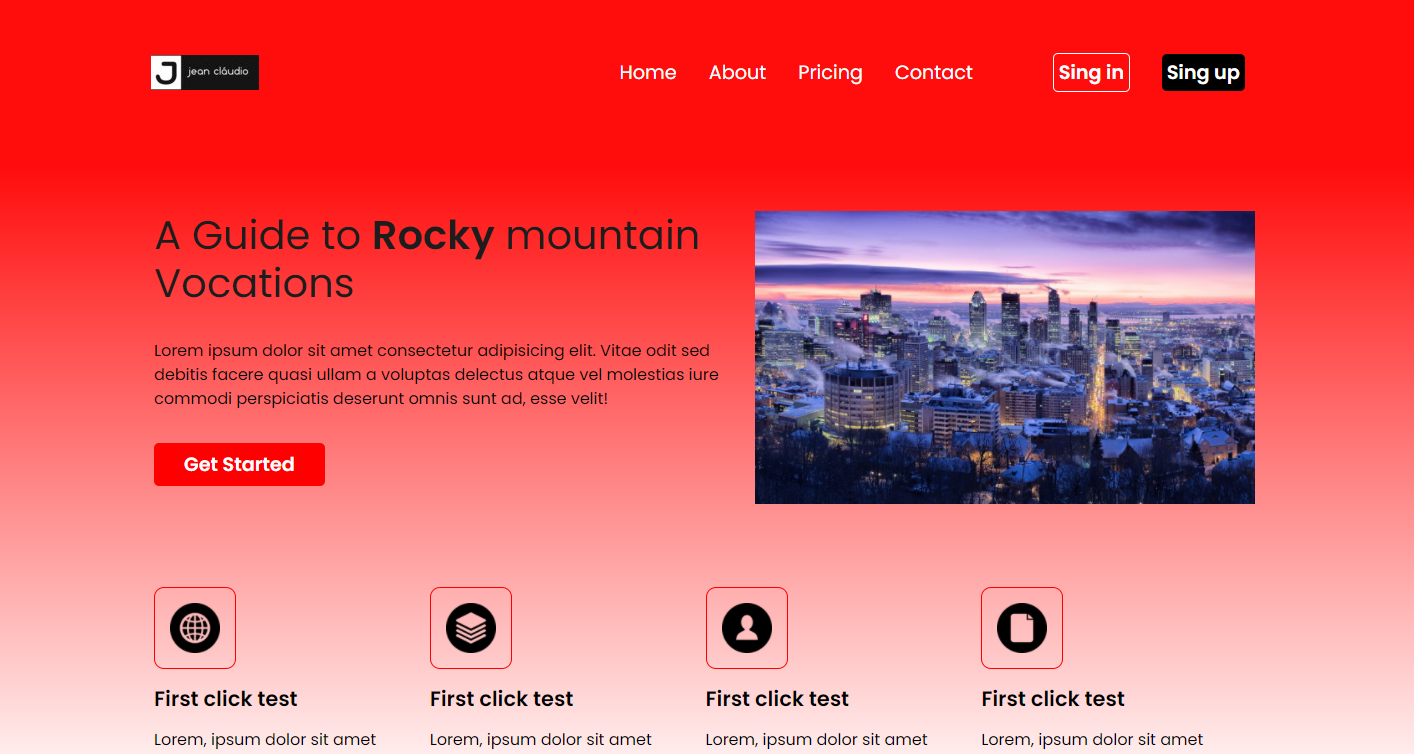 J jean cláudio
Home About Pricing Contact Sing in Sing up
A Guide to Rocky mountain
Vocations
Lorem ipsum dolor sit amet consectetur adipisicing elit. Vitae odit sed
debitis facere quasi ullam a voluptas delectus atque vel molestias iure
commodi perspiciatis deserunt omnis sunt ad, esse velit!
Get Started
First click test First click test First click test First click test
Lorem, ipsum dolor sit amet Lorem, ipsum dolor sit amet Lorem, ipsum dolor sit amet Lorem, ipsum dolor sit amet